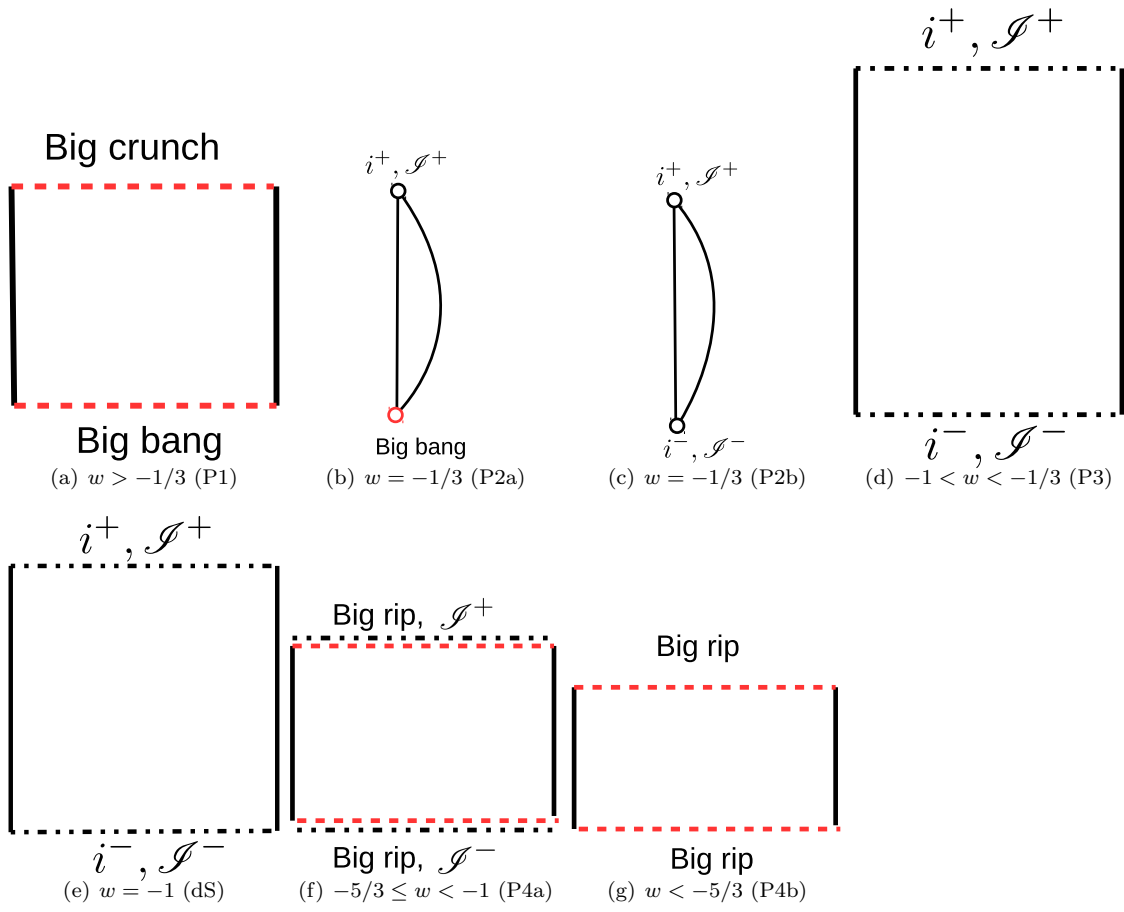 i⁺, ℐ⁺
Big crunch
Big bang
(a) w > −1/3 (P1)
i⁺, ℐ⁺
Big bang
(b) w = −1/3 (P2a)
i⁺, ℐ⁺
i⁻, ℐ⁻
(c) w = −1/3 (P2b)
i⁻, ℐ⁻
(d) −1 < w < −1/3 (P3)
i⁺, ℐ⁺
i⁻, ℐ⁻
(e) w = −1 (dS)
Big rip, ℐ⁺
Big rip, ℐ⁻
(f) −5/3 ≤ w < −1 (P4a)
Big rip
Big rip
(g) w < −5/3 (P4b)